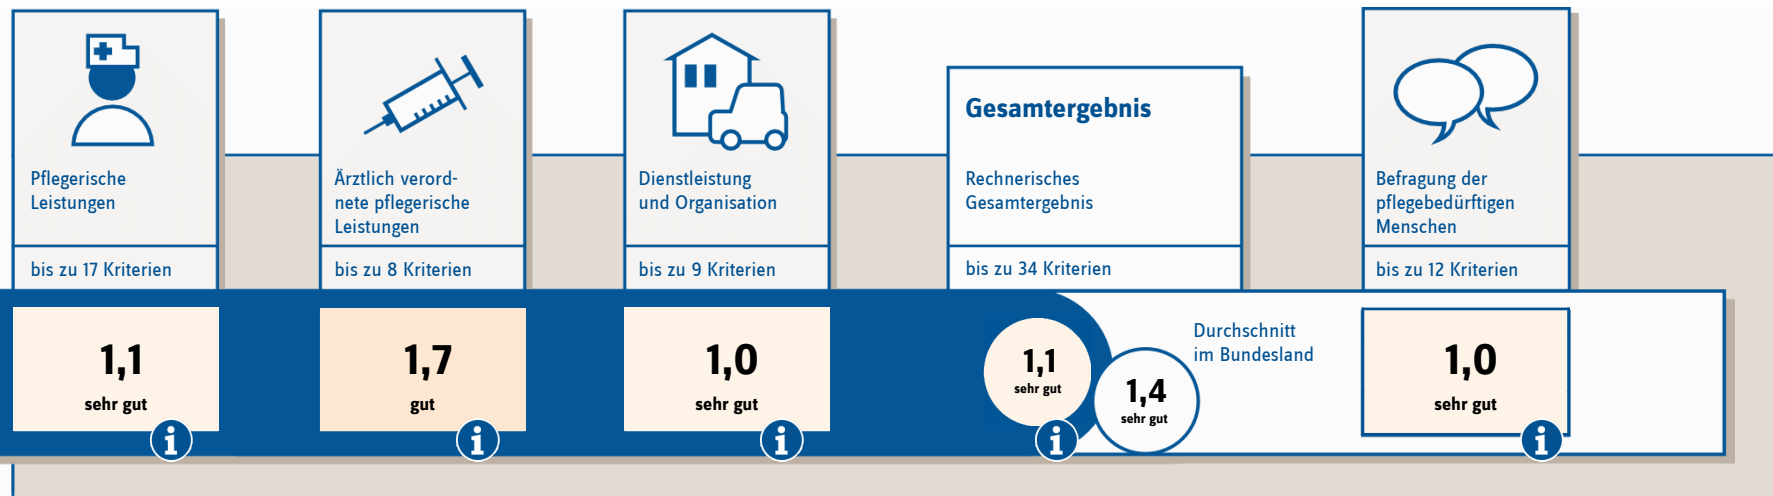 Pflegerische
Leistungen
bis zu 17 Kriterien
1,1
sehr gut
i
Ärztlich verord-
nete pflegerische
Leistungen
bis zu 8 Kriterien
1,7
gut
i
Dienstleistung
und Organisation
bis zu 9 Kriterien
1,0
sehr gut
i
Gesamtergebnis
Rechnerisches
Gesamtergebnis
bis zu 34 Kriterien
1,1
sehr gut
i
1,4
sehr gut
Durchschnitt
im Bundesland
Befragung der
pflegebedürftigen
Menschen
bis zu 12 Kriterien
1,0
sehr gut
i